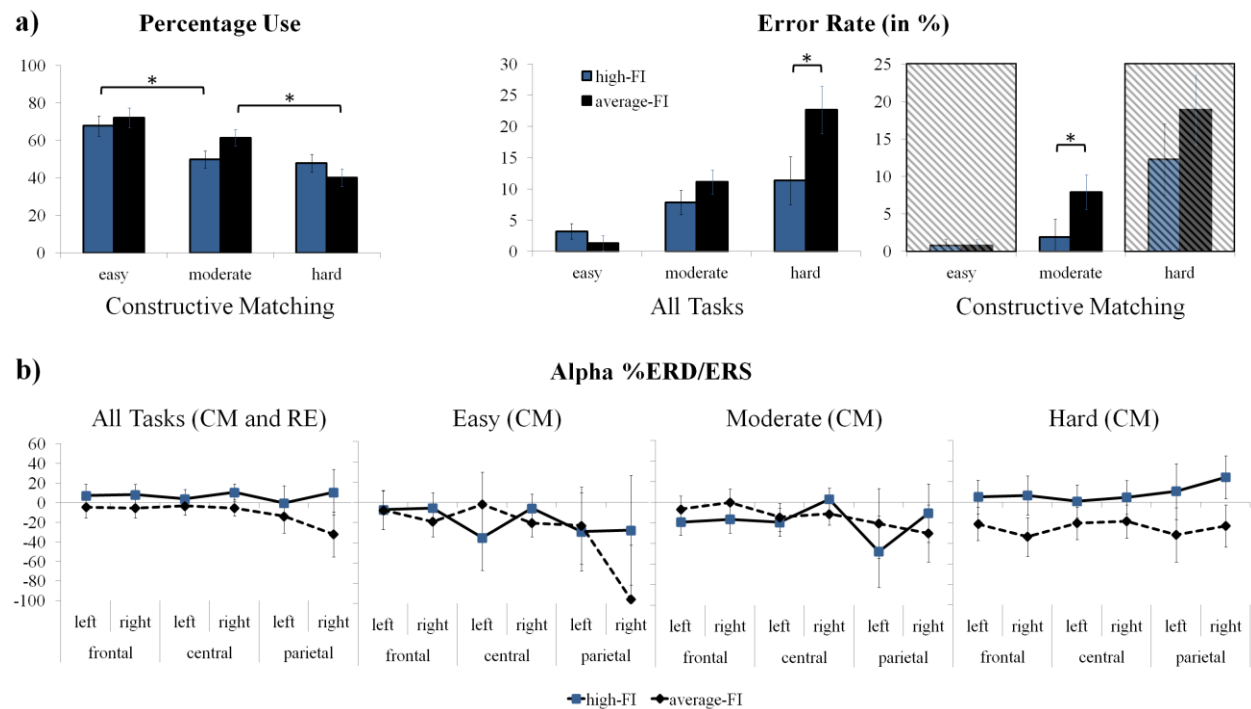 a) Percentage Use Error Rate (in %)
100
80
60
40
20
0
* *
easy moderate hard
Constructive Matching
35
30
25
20
15
10
5
0
high-FI
average-FI
*
easy moderate hard
All Tasks
25
20
15
10
5
0
*
easy moderate hard
Constructive Matching
b) Alpha %ERD/ERS
All Tasks (CM and RE) Easy (CM) Moderate (CM) Hard (CM)
60
40
20
0
-20
-40
-60
-80
-100
left right left right left right left right left right left right left right left right left right left right left right left right
frontal central parietal frontal central parietal frontal central parietal frontal central parietal
high-FI average-FI